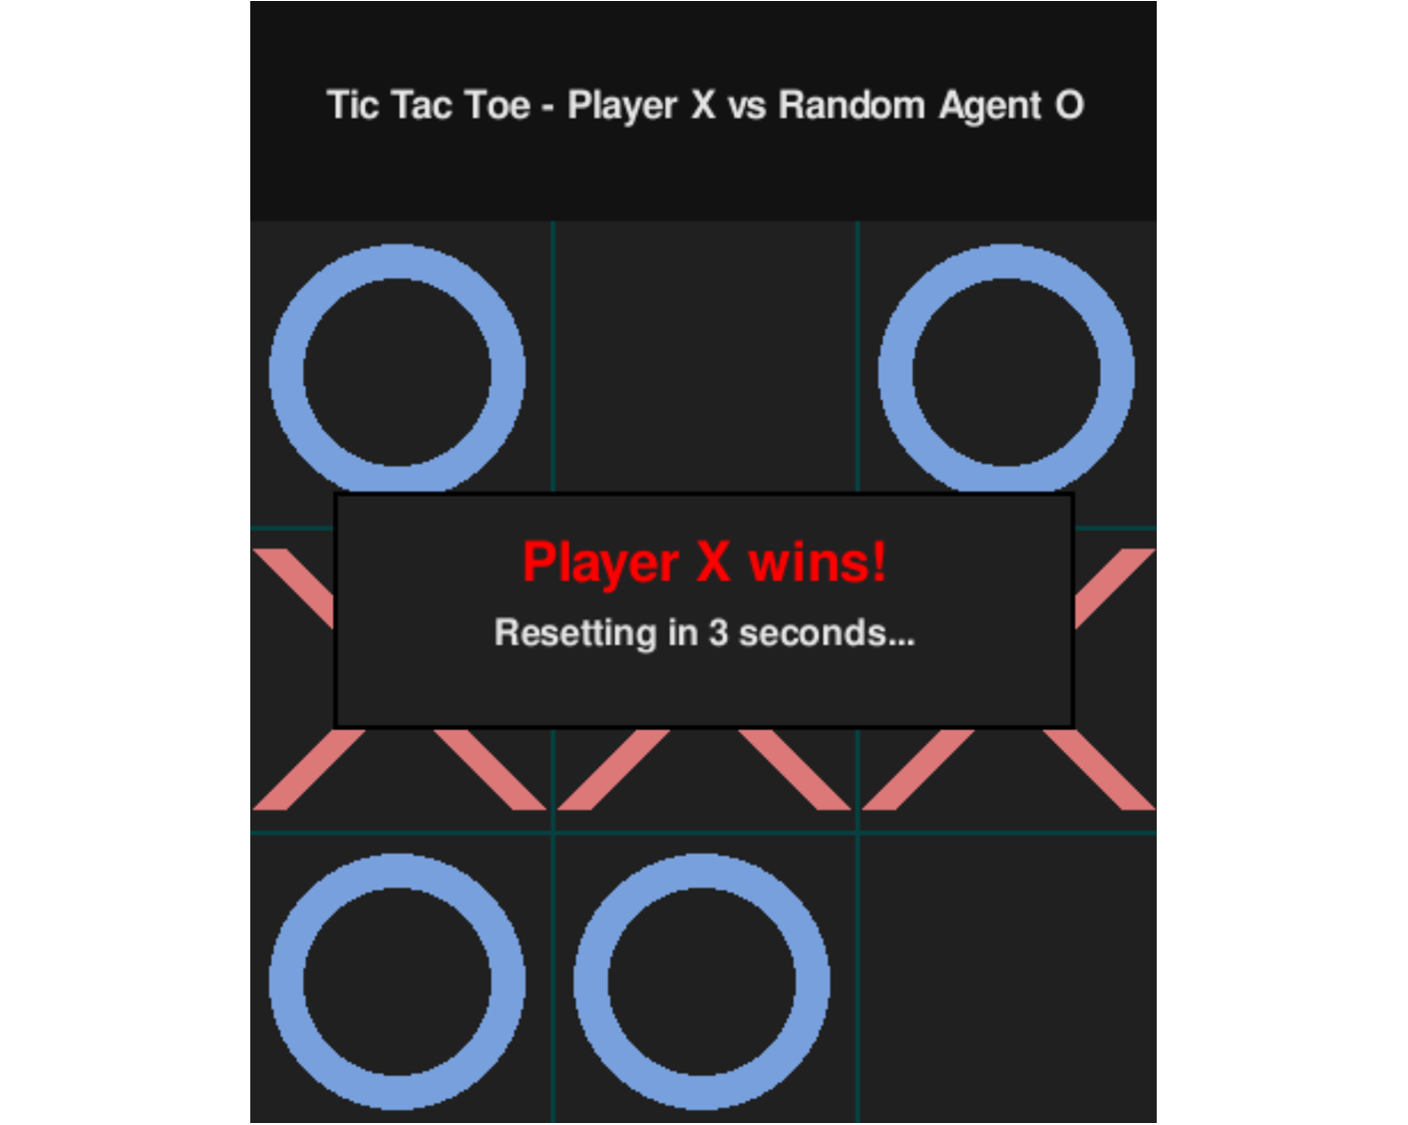 Tic Tac Toe - Player X vs Random Agent O
Player X wins!
Resetting in 3 seconds...